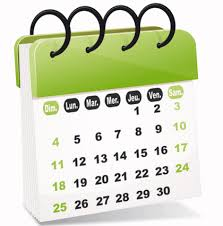 Dim. Lun. Mar. Mer. Jeu. Ven. Sam.
1 2 3
4 5 6 7 8 9 10
11 12 13 14 15 16 17
18 19 20 21 22 23 24
25 26 27 28 29 30